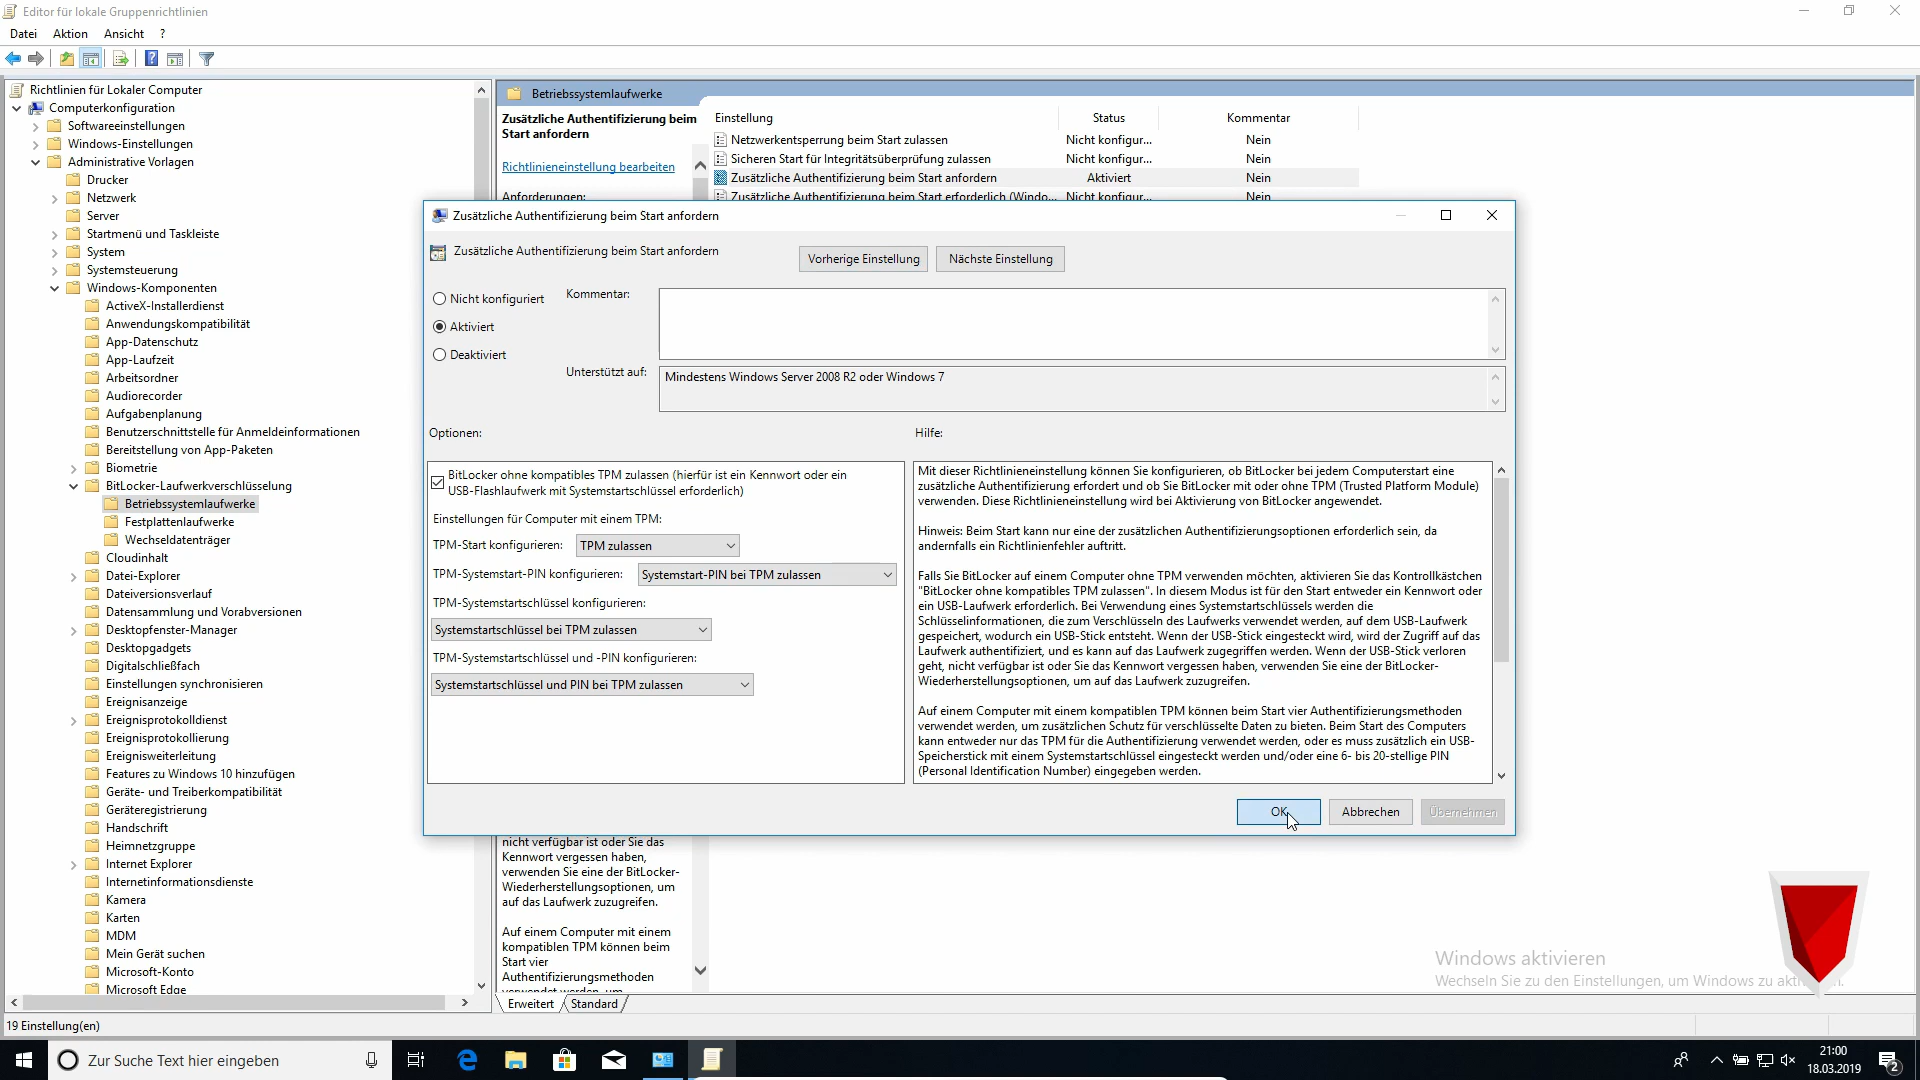 Editor für lokale Gruppenrichtlinien
Datei Aktion Ansicht ?
Richtlinien für Lokaler Computer
Computerkonfiguration
Softwareeinstellungen
Windows-Einstellungen
Administrative Vorlagen
Drucker
Netzwerk
Server
Startmenü und Taskleiste
System
Systemsteuerung
Windows-Komponenten
ActiveX-Installerdienst
Anwendungskompatibilität
App-Datenschutz
App-Laufzeit
Arbeitsordner
Audiorecorder
Aufgabenplanung
Benutzerschnittstelle für Anmeldeinformationen
Bereitstellung von App-Paketen
Biometrie
BitLocker-Laufwerkverschlüsselung
Betriebssystemlaufwerke
Festplattenlaufwerke
Wechseldatenträger
Cloudinhalt
Datei-Explorer
Dateiversionsverlauf
Datensammlung und Vorabversionen
Desktopfenster-Manager
Desktopgadgets
Digitalschließfach
Einstellungen synchronisieren
Ereignisanzeige
Ereignisprotokolldienst
Ereignisprotokollierung
Ereignisweiterleitung
Features zu Windows 10 hinzufügen
Geräte- und Treiberkompatibilität
Geräteregistrierung
Handschrift
Heimnetzgruppe
Internet Explorer
Internetinformationsdienste
Kamera
Karten
MDM
Mein Gerät suchen
Microsoft-Konto
Microsoft Edge
19 Einstellung(en)
Betriebssystemlaufwerke
Zusätzliche Authentifizierung beim
Start anfordern
Richtlinieneinstellung bearbeiten
Anforderungen:
Einstellung Status Kommentar
Netzwerkentsperrung beim Start zulassen Nicht konfigur... Nein
Sicheren Start für Integritätsüberprüfung zulassen Nicht konfigur... Nein
Zusätzliche Authentifizierung beim Start anfordern Aktiviert Nein
Zusätzliche Authentifizierung beim Start erforderlich (Windo... Nicht konfigur... Nein
Zusätzliche Authentifizierung beim Start anfordern
Zusätzliche Authentifizierung beim Start anfordern
Vorherige Einstellung Nächste Einstellung
Nicht konfiguriert
Aktiviert
Deaktiviert
Kommentar:
Unterstützt auf: Mindestens Windows Server 2008 R2 oder Windows 7
Optionen:
BitLocker ohne kompatibles TPM zulassen (hierfür ist ein Kennwort oder ein
USB-Flashlaufwerk mit Systemstartschlüssel erforderlich)
Einstellungen für Computer mit einem TPM:
TPM-Start konfigurieren: TPM zulassen
TPM-Systemstart-PIN konfigurieren: Systemstart-PIN bei TPM zulassen
TPM-Systemstartschlüssel konfigurieren:
Systemstartschlüssel bei TPM zulassen
TPM-Systemstartschlüssel und -PIN konfigurieren:
Systemstartschlüssel und PIN bei TPM zulassen
Hilfe:
Mit dieser Richtlinieneinstellung können Sie konfigurieren, ob BitLocker bei jedem Computerstart eine
zusätzliche Authentifizierung erfordert und ob Sie BitLocker mit oder ohne TPM (Trusted Platform Module)
verwenden. Diese Richtlinieneinstellung wird bei Aktivierung von BitLocker angewendet.
Hinweis: Beim Start kann nur eine der zusätzlichen Authentifizierungsoptionen erforderlich sein, da
andernfalls ein Richtlinienfehler auftritt.
Falls Sie BitLocker auf einem Computer ohne TPM verwenden möchten, aktivieren Sie das Kontrollkästchen
"BitLocker ohne kompatibles TPM zulassen". In diesem Modus ist für den Start entweder ein Kennwort oder
ein USB-Laufwerk erforderlich. Bei Verwendung eines Systemstartschlüssels werden die
Schlüsselinformationen, die zum Verschlüsseln des Laufwerks verwendet werden, auf dem USB-Laufwerk
gespeichert, wodurch ein USB-Stick entsteht. Wenn der USB-Stick eingesteckt wird, wird der Zugriff auf das
Laufwerk authentifiziert, und es kann auf das Laufwerk zugegriffen werden. Wenn der USB-Stick verloren
geht, nicht verfügbar ist oder Sie das Kennwort vergessen haben, verwenden Sie eine der BitLocker-
Wiederherstellungsoptionen, um auf das Laufwerk zuzugreifen.
Auf einem Computer mit einem kompatiblen TPM können beim Start vier Authentifizierungsmethoden
verwendet werden, um zusätzlichen Schutz für verschlüsselte Daten zu bieten. Beim Start des Computers
kann entweder nur das TPM für die Authentifizierung verwendet werden, oder es muss zusätzlich ein USB-
Speicherstick mit einem Systemstartschlüssel eingesteckt werden und/oder eine 6- bis 20-stellige PIN
(Personal Identification Number) eingegeben werden.
OK Abbrechen Übernehmen
nicht verfügbar ist oder Sie das
Kennwort vergessen haben,
verwenden Sie eine der BitLocker-
Wiederherstellungsoptionen, um
auf das Laufwerk zuzugreifen.
Auf einem Computer mit einem
kompatiblen TPM können beim
Start vier
Authentifizierungsmethoden
verwendet werden, um
Erweitert Standard
Windows aktivieren
Wechseln Sie zu den Einstellungen, um Windows zu
Zur Suche Text hier eingeben
21:00
18.03.2019
2